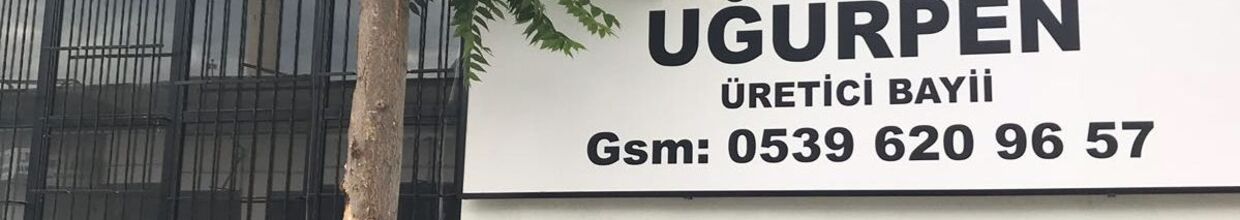 UĞURPEN
ÜRETİCİ BAYİİ
Gsm: 0539 620 96 57